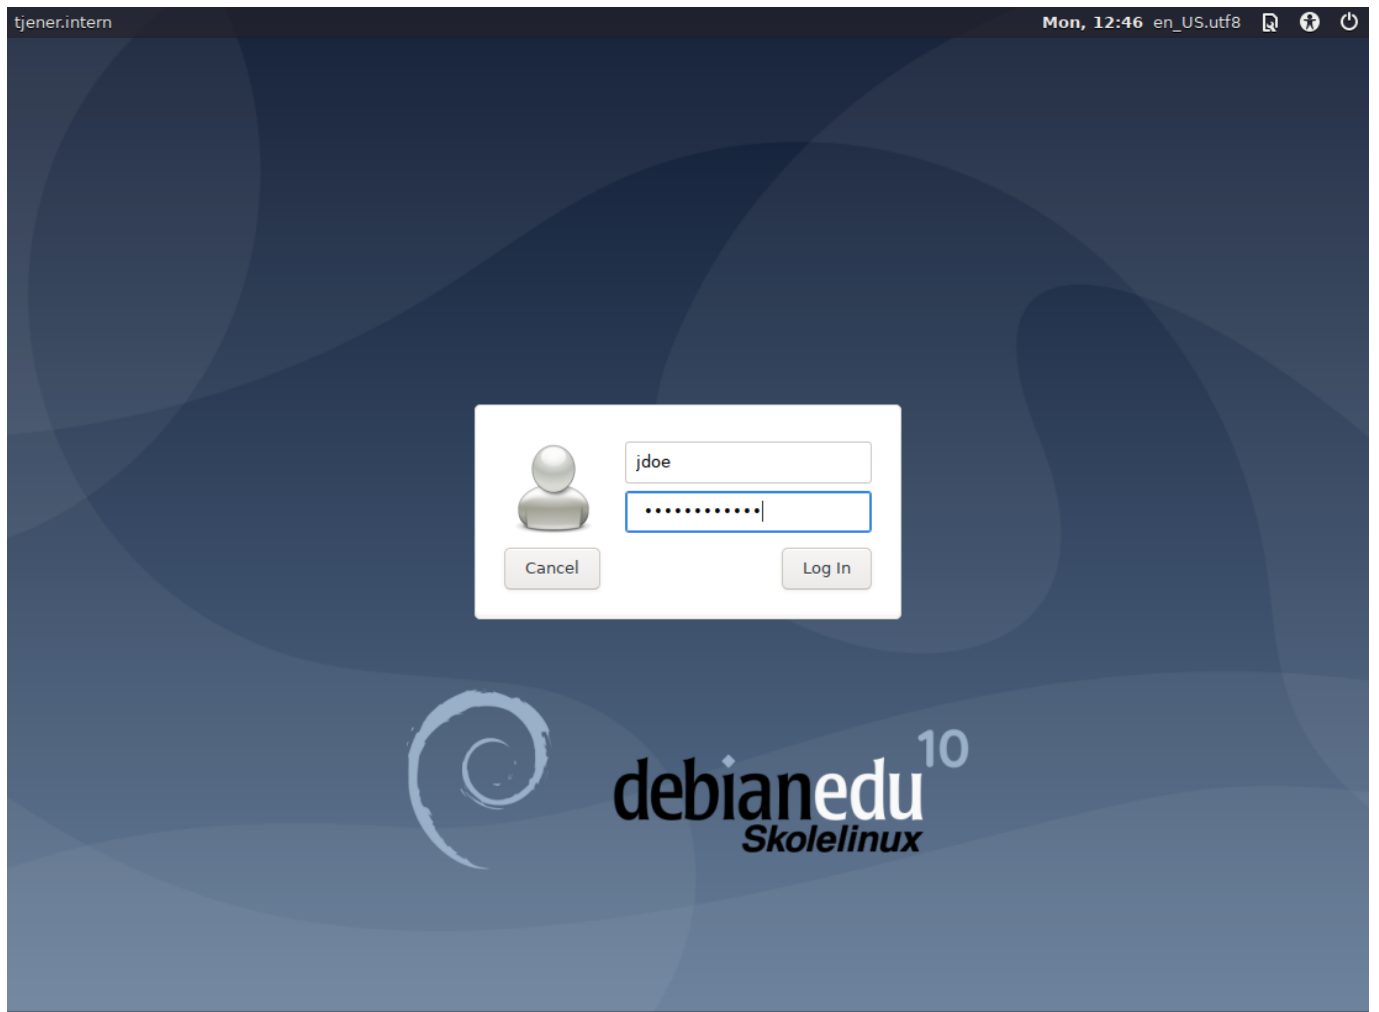 tjener.intern
Mon, 12:46 en_US.utf8
jdoe
••••••••••••
Cancel
Log In
debianedu 10
Skolelinux